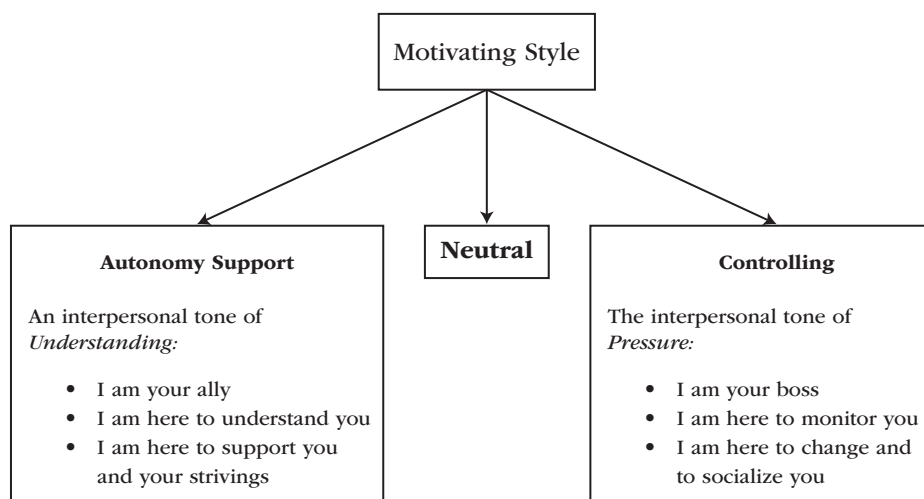 Motivating Style
Autonomy Support
An interpersonal tone of
Understanding:
• I am your ally
• I am here to understand you
• I am here to support you
and your strivings
Neutral
Controlling
The interpersonal tone of
Pressure:
• I am your boss
• I am here to monitor you
• I am here to change and
to socialize you